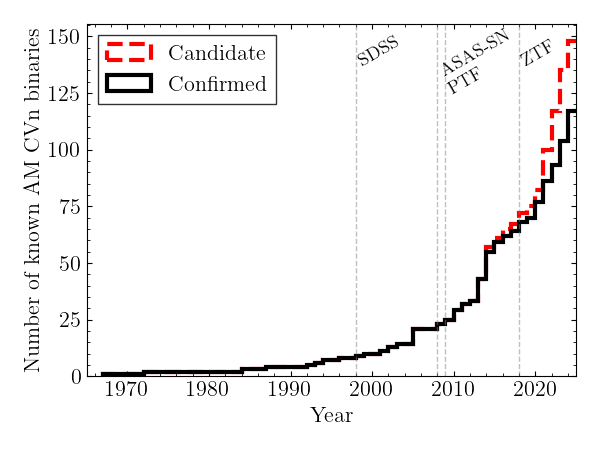 150
125
100
75
50
25
0
Number of known AM CVn binaries
Candidate
Confirmed
SDSS
ASAS-SN
PTF
ZTF
1970 1980 1990 2000 2010 2020
Year